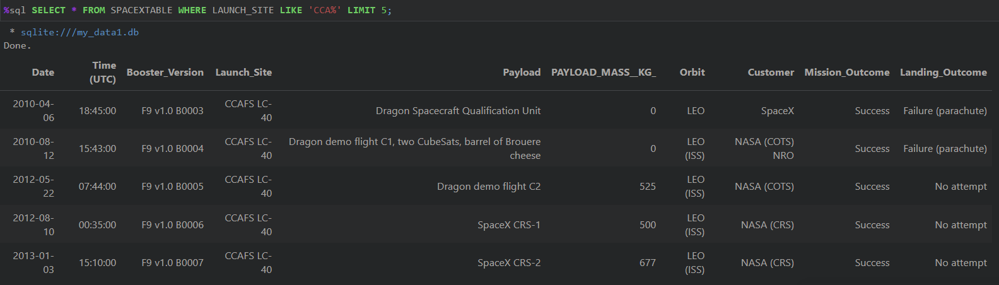 %sql SELECT * FROM SPACEXTABLE WHERE LAUNCH_SITE LIKE 'CCA%' LIMIT 5;
* sqlite:///my_data1.db
Done.
Date Time (UTC) Booster_Version Launch_Site Payload PAYLOAD_MASS__KG_ Orbit Customer Mission_Outcome Landing_Outcome
2010-04-06 18:45:00 F9 v1.0 B0003 CCAFS LC-40 Dragon Spacecraft Qualification Unit 0 LEO SpaceX Success Failure (parachute)
2010-08-12 15:43:00 F9 v1.0 B0004 CCAFS LC-40 Dragon demo flight C1, two CubeSats, barrel of Brouere cheese 0 LEO (ISS) NASA (COTS) NRO Success Failure (parachute)
2012-05-22 07:44:00 F9 v1.0 B0005 CCAFS LC-40 Dragon demo flight C2 525 LEO (ISS) NASA (COTS) Success No attempt
2012-08-10 00:35:00 F9 v1.0 B0006 CCAFS LC-40 SpaceX CRS-1 500 LEO (ISS) NASA (CRS) Success No attempt
2013-01-03 15:10:00 F9 v1.0 B0007 CCAFS LC-40 SpaceX CRS-2 677 LEO (ISS) NASA (CRS) Success No attempt